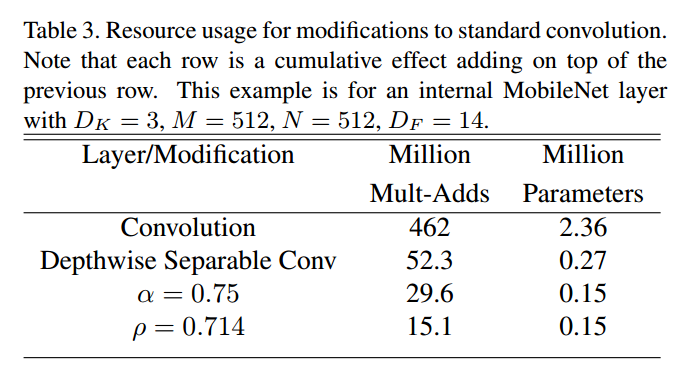 Table 3. Resource usage for modifications to standard convolution.
Note that each row is a cumulative effect adding on top of the
previous row. This example is for an internal MobileNet layer
with D_K = 3, M = 512, N = 512, D_F = 14.
Layer/Modification Million Million
Mult-Adds Parameters
Convolution 462 2.36
Depthwise Separable Conv 52.3 0.27
α = 0.75 29.6 0.15
ρ = 0.714 15.1 0.15